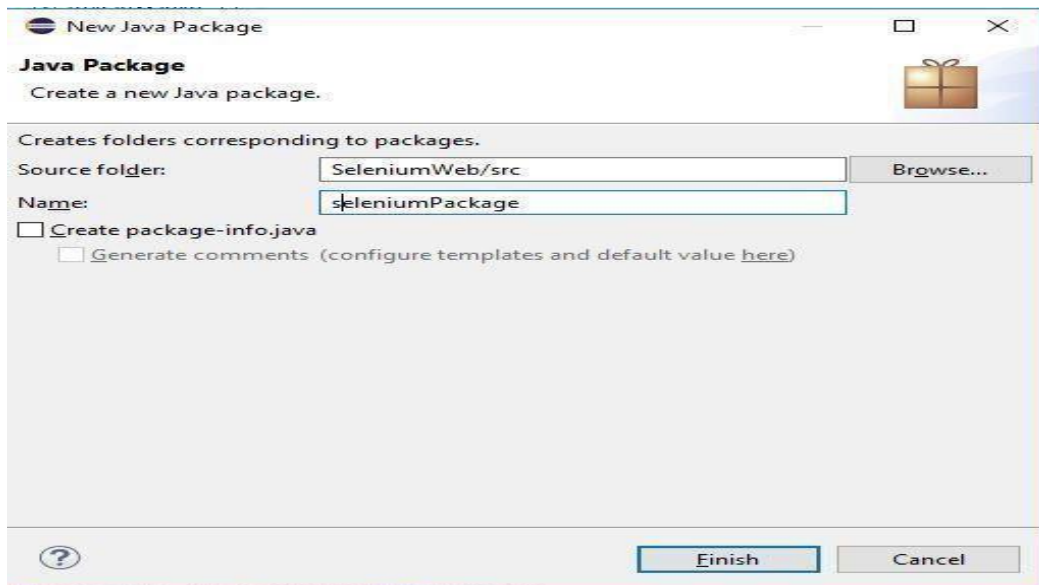 New Java Package
Java Package
Create a new Java package.
Creates folders corresponding to packages.
Source folder: SeleniumWeb/src Browse...
Name: seleniumPackage
Create package-info.java
Generate comments (configure templates and default value here)
Finish Cancel